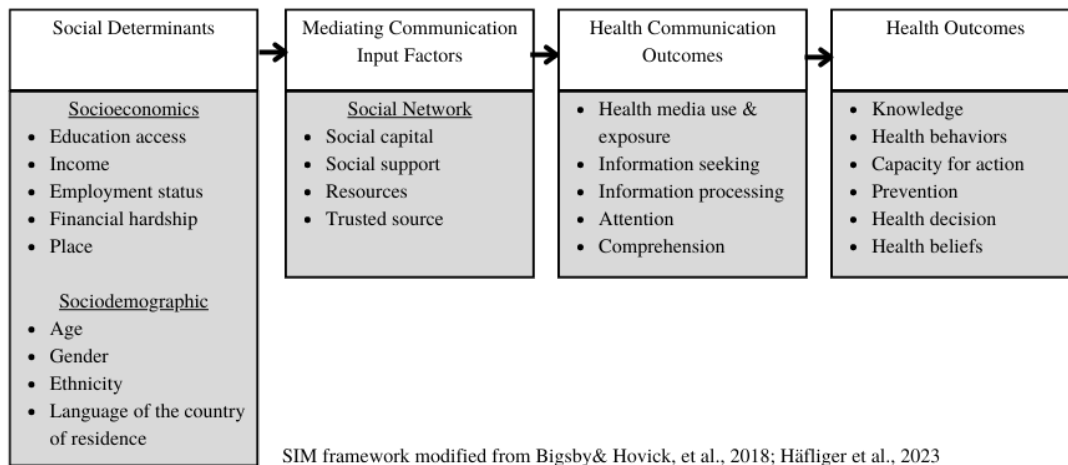 Social Determinants
Socioeconomics
• Education access
• Income
• Employment status
• Financial hardship
• Place
Sociodemographic
• Age
• Gender
• Ethnicity
• Language of the country
of residence
Mediating Communication
Input Factors
Social Network
• Social capital
• Social support
• Resources
• Trusted source
Health Communication
Outcomes
• Health media use &
exposure
• Information seeking
• Information processing
• Attention
• Comprehension
Health Outcomes
• Knowledge
• Health behaviors
• Capacity for action
• Prevention
• Health decision
• Health beliefs
SIM framework modified from Bigsby& Hovick, et al., 2018; Häfliger et al., 2023